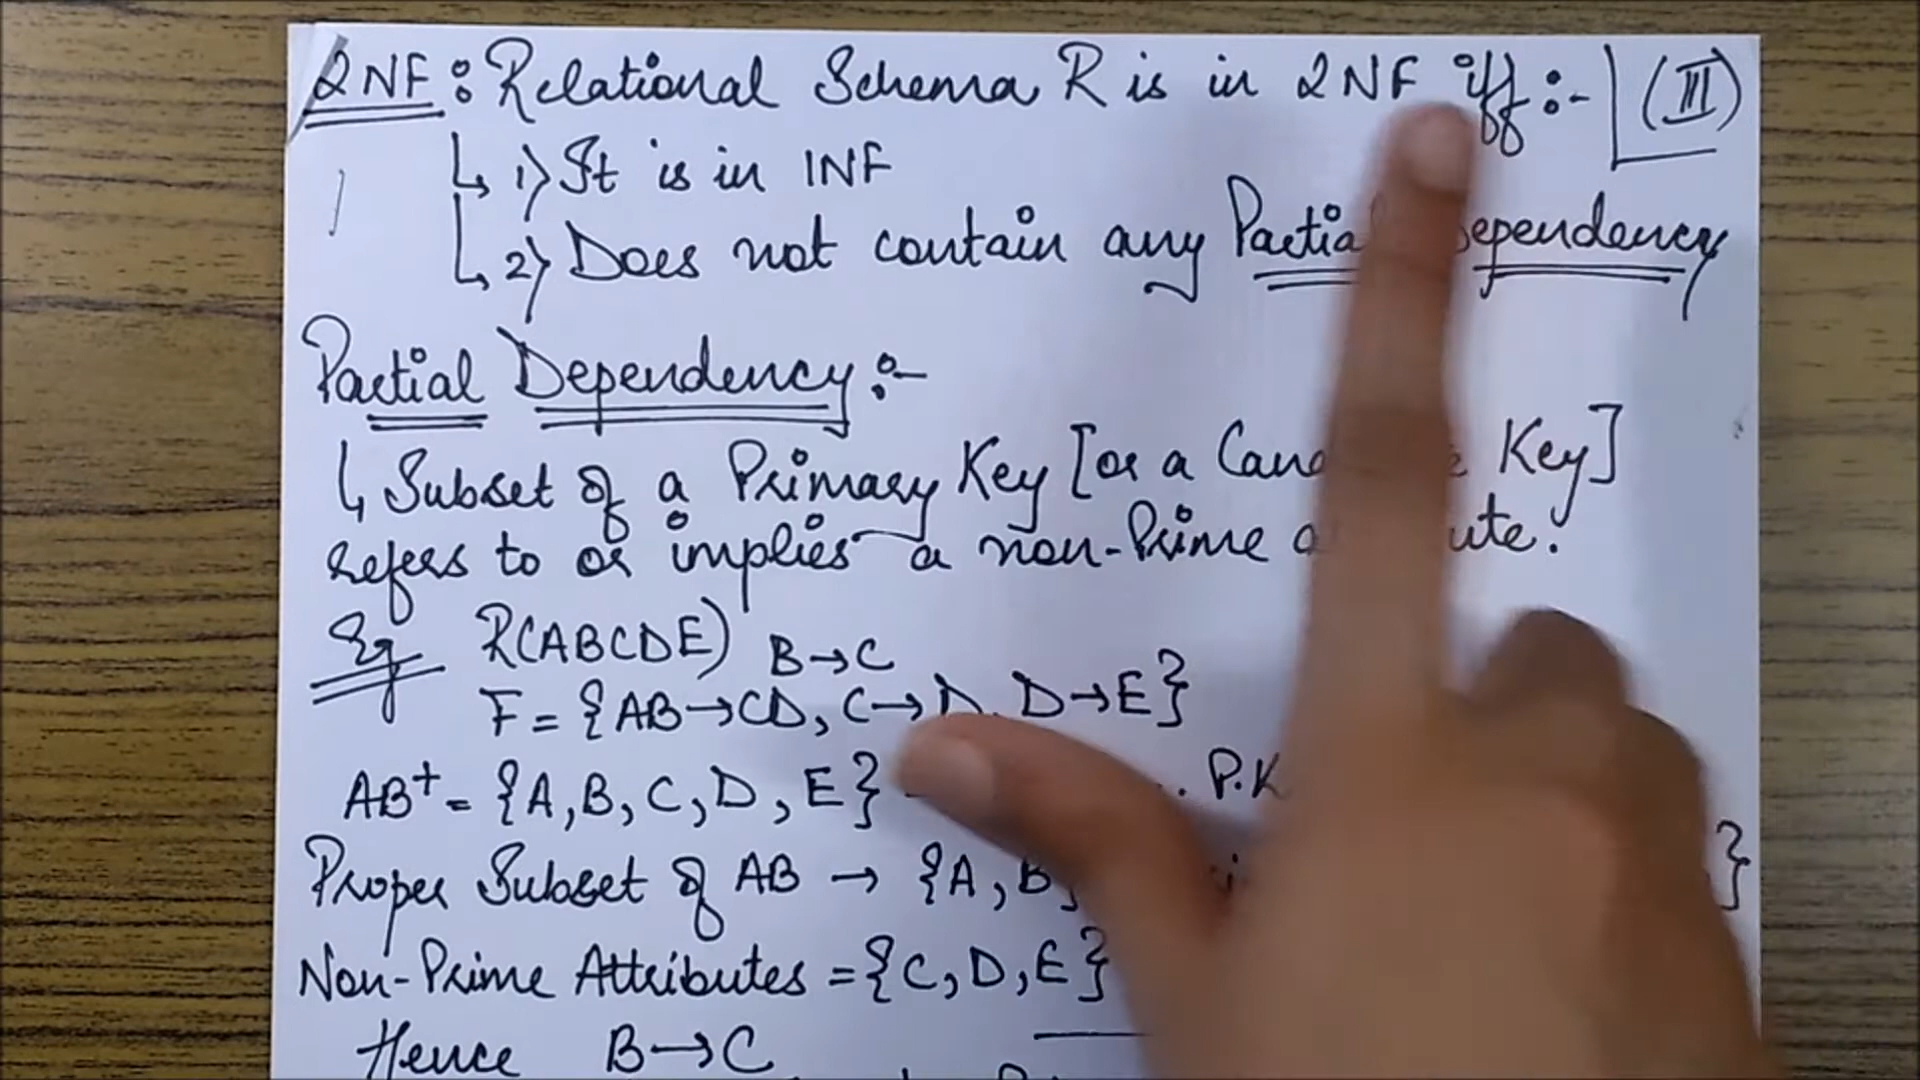 2NF : Relational Schema R is in 2NF iff :- (III)
↳ 1) It is in 1NF
↳ 2) Does not contain any Partial Dependency
Partial Dependency :-
↳ Subset of a Primary Key [or a Key]
refers to or implies a non-Prime
Eg R(ABCDE) B→C
F = {AB→CD, C→D, D→E}
AB+ = {A, B, C, D, E} P.K
Proper Subset of AB → {A, B} }
Non-Prime Attributes = {C, D, E}
Hence B→C